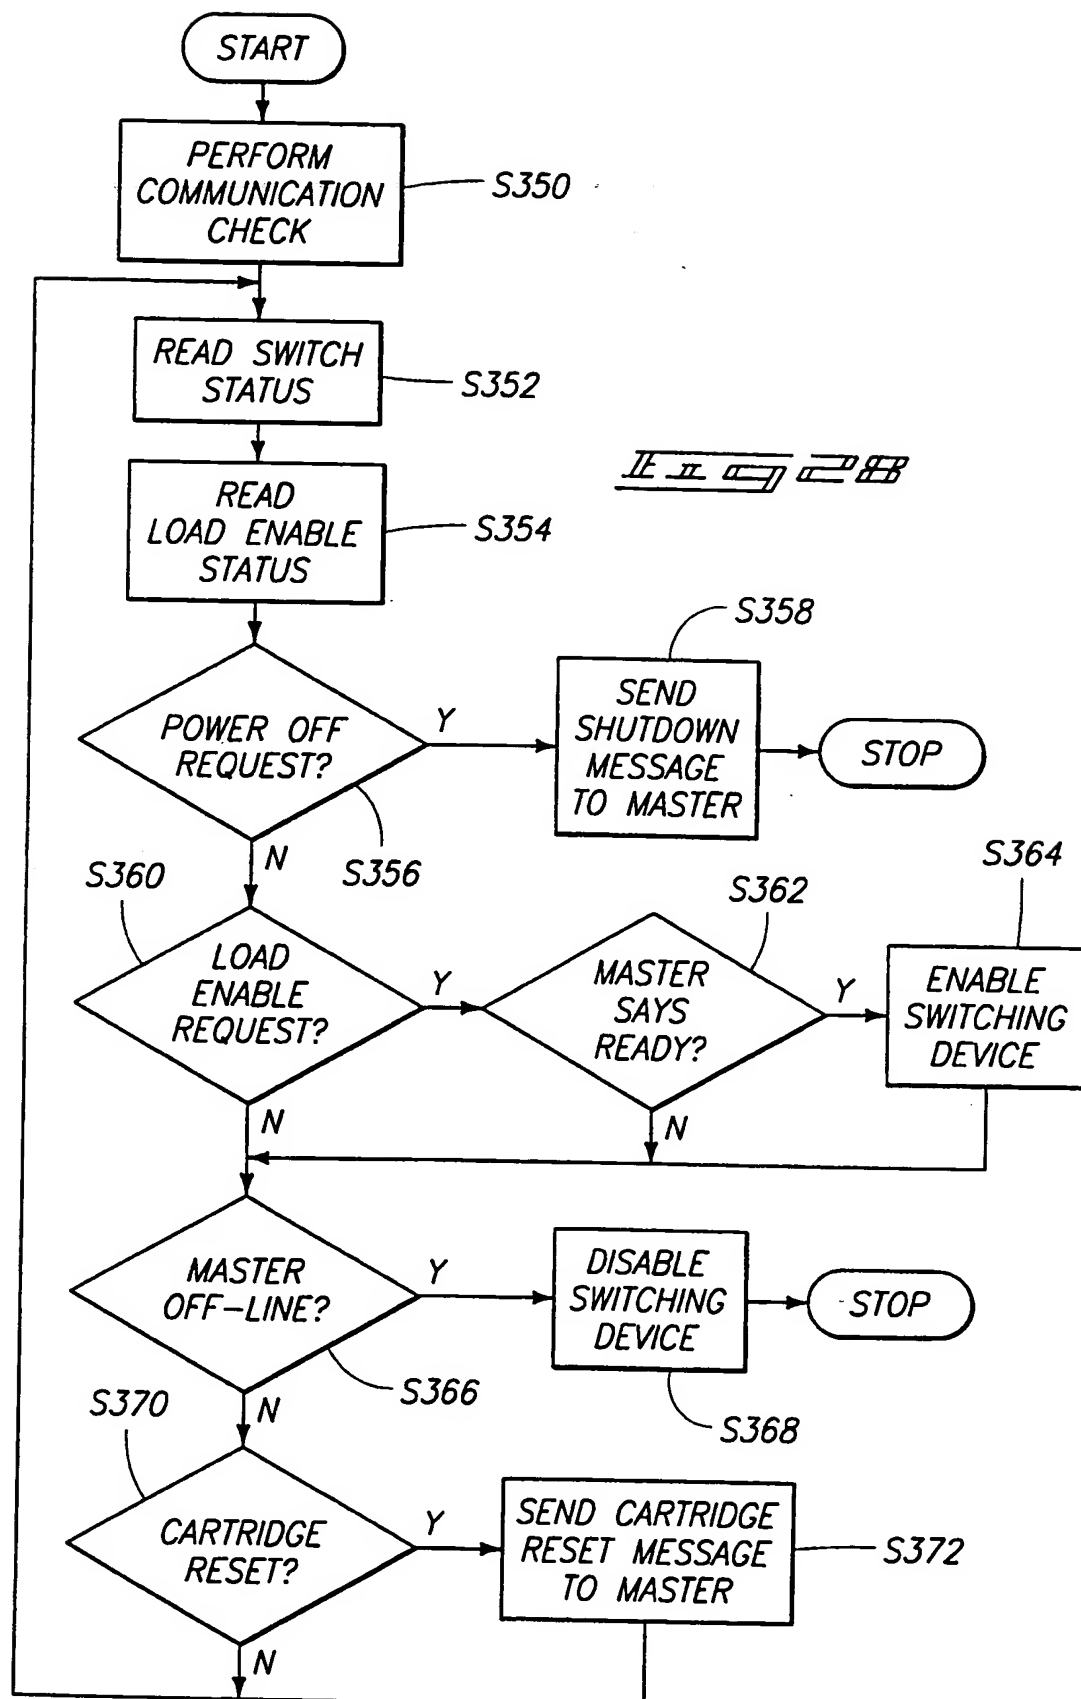 START
PERFORM
COMMUNICATION
CHECK
S350
READ SWITCH
STATUS
S352
Fig 28
READ
LOAD ENABLE
STATUS
S354
S358
POWER OFF
REQUEST?
Y
SEND
SHUTDOWN
MESSAGE
TO MASTER
STOP
N
S356
S360
S362
S364
LOAD
ENABLE
REQUEST?
Y
MASTER
SAYS
READY?
Y
ENABLE
SWITCHING
DEVICE
N
N
MASTER
OFF-LINE?
Y
DISABLE
SWITCHING
DEVICE
STOP
S366
S368
N
S370
CARTRIDGE
RESET?
Y
SEND CARTRIDGE
RESET MESSAGE
TO MASTER
S372
N